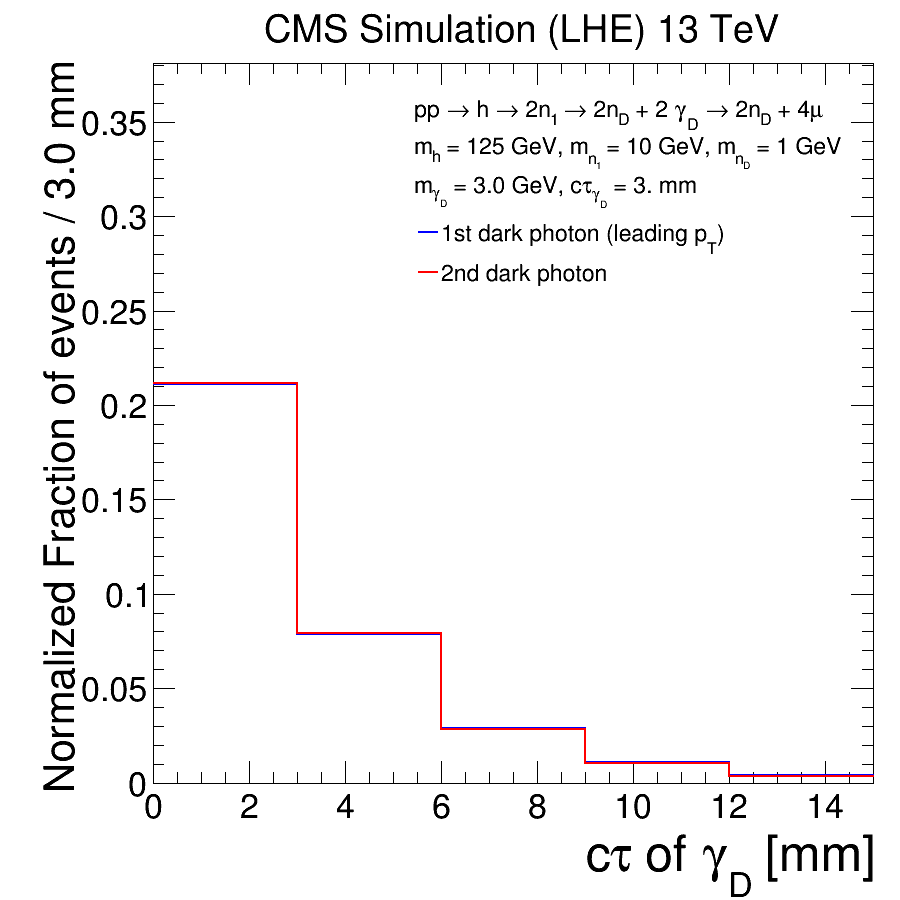 CMS Simulation (LHE) 13 TeV
pp → h → 2n1 → 2nD + 2 γD → 2nD + 4μ
mh = 125 GeV, mn1 = 10 GeV, mnD = 1 GeV
mγD = 3.0 GeV, cτγD = 3. mm
1st dark photon (leading pT)
2nd dark photon
Normalized Fraction of events / 3.0 mm
0.35
0.3
0.25
0.2
0.15
0.1
0.05
0
0 2 4 6 8 10 12 14
cτ of γD [mm]